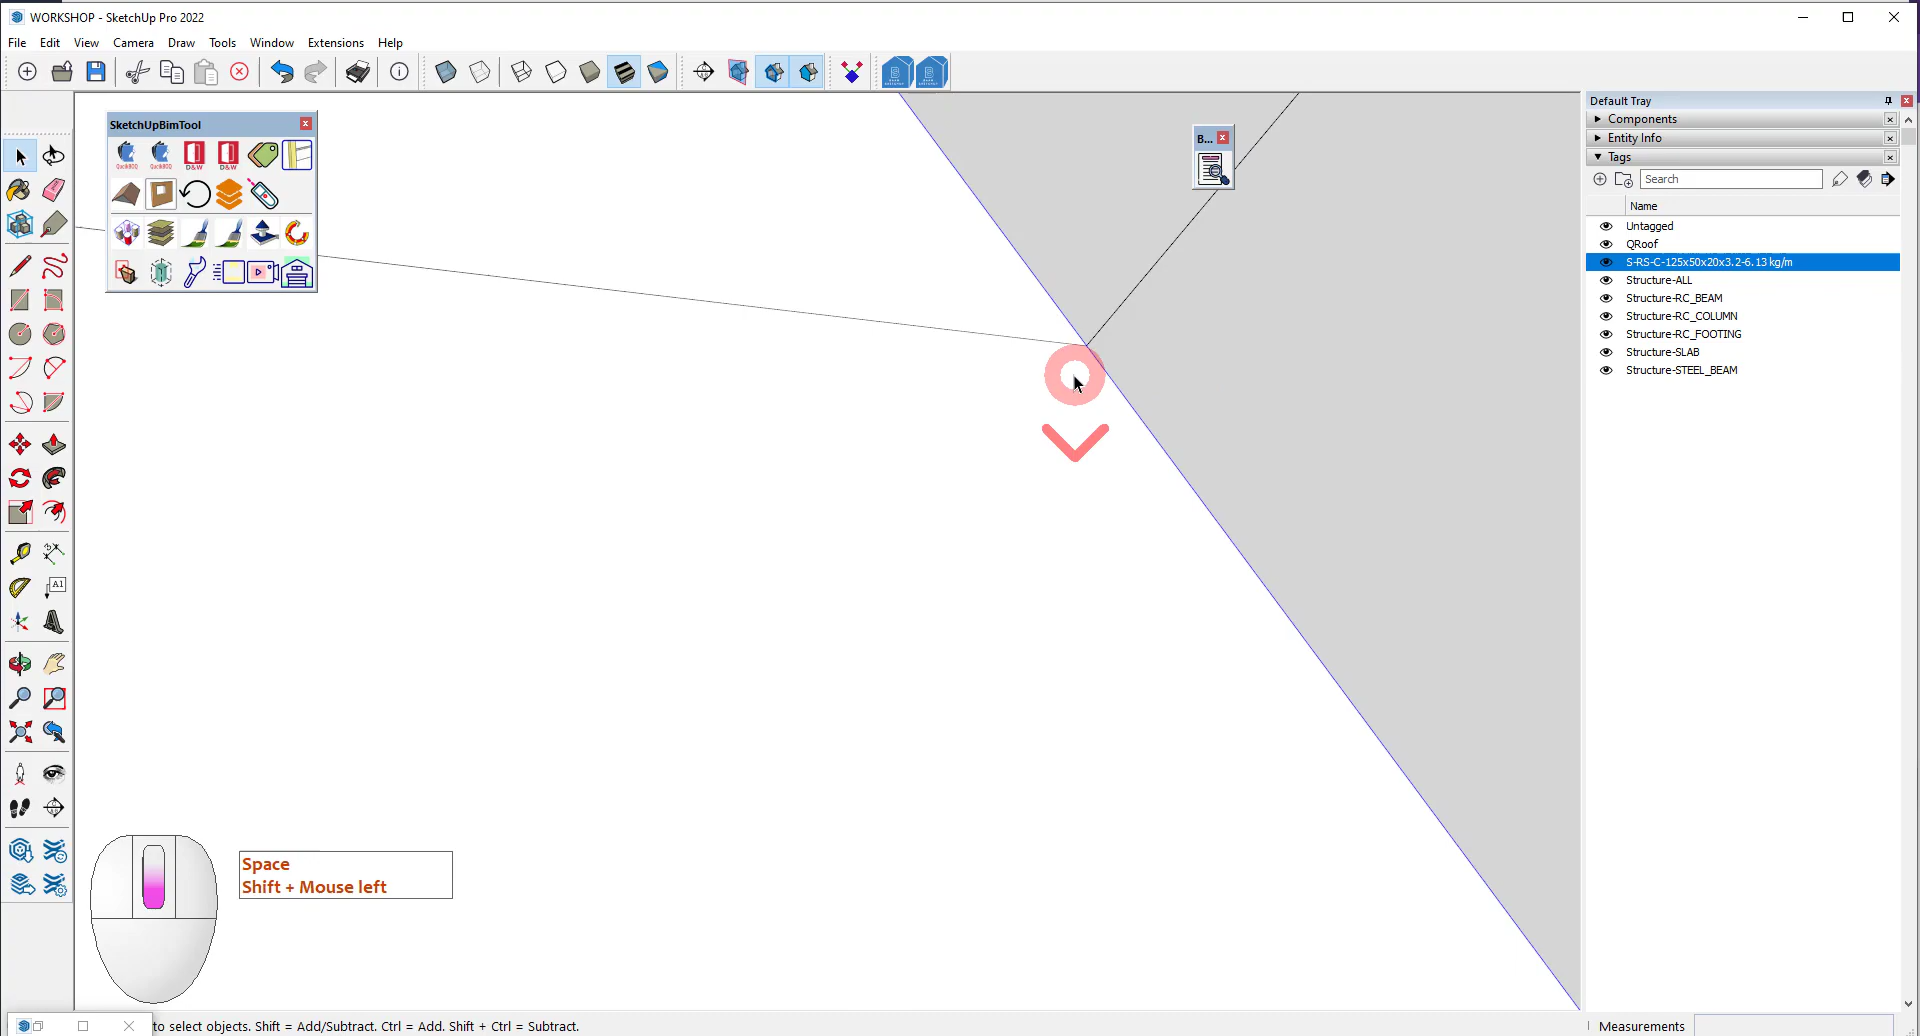 WORKSHOP - SketchUp Pro 2022
File Edit View Camera Draw Tools Window Extensions Help
SketchUpBimTool
D&W D&W
B...
Default Tray
Components
Entity Info
Tags
Search
Name
Untagged
QRoof
S-RS-C-125x50x20x3.2-6.13 kg/m
Structure-ALL
Structure-RC_BEAM
Structure-RC_COLUMN
Structure-RC_FOOTING
Structure-SLAB
Structure-STEEL_BEAM
A1
Space
Shift + Mouse left
to select objects. Shift = Add/Subtract. Ctrl = Add. Shift + Ctrl = Subtract.
Measurements